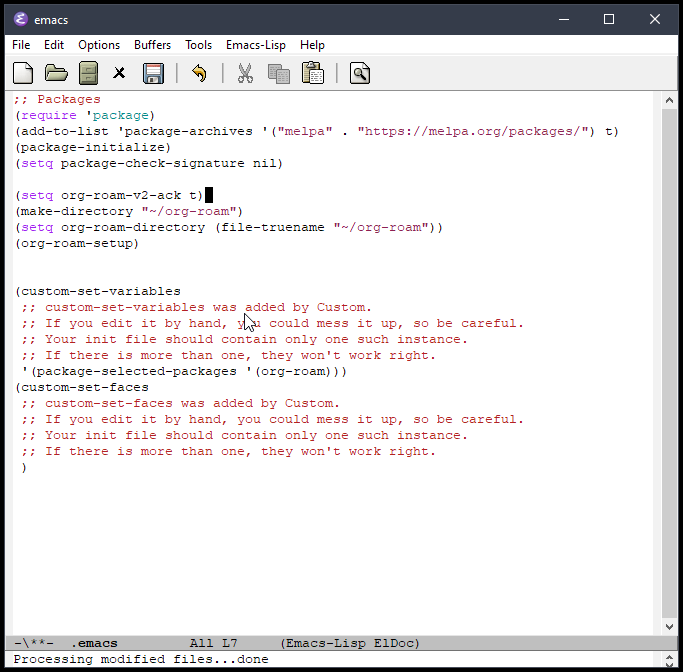 emacs
File Edit Options Buffers Tools Emacs-Lisp Help
;; Packages
(require 'package)
(add-to-list 'package-archives '("melpa" . "https://melpa.org/packages/") t)
(package-initialize)
(setq package-check-signature nil)
(setq org-roam-v2-ack t)
(make-directory "~/org-roam")
(setq org-roam-directory (file-truename "~/org-roam"))
(org-roam-setup)
(custom-set-variables
;; custom-set-variables was added by Custom.
;; If you edit it by hand, you could mess it up, so be careful.
;; Your init file should contain only one such instance.
;; If there is more than one, they won't work right.
'(package-selected-packages '(org-roam)))
(custom-set-faces
;; custom-set-faces was added by Custom.
;; If you edit it by hand, you could mess it up, so be careful.
;; Your init file should contain only one such instance.
;; If there is more than one, they won't work right.
)
-\**- .emacs All L7 (Emacs-Lisp ElDoc)
Processing modified files...done